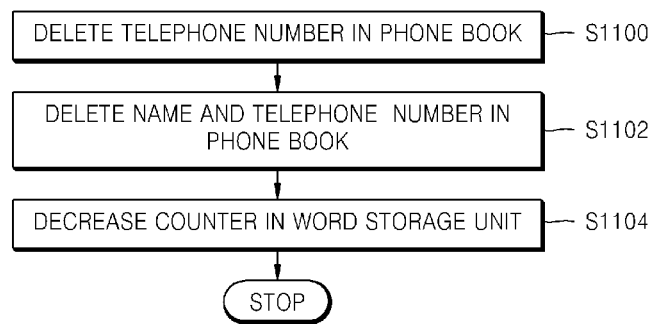 DELETE TELEPHONE NUMBER IN PHONE BOOK S1100
DELETE NAME AND TELEPHONE NUMBER IN
PHONE BOOK
S1102
DECREASE COUNTER IN WORD STORAGE UNIT S1104
STOP